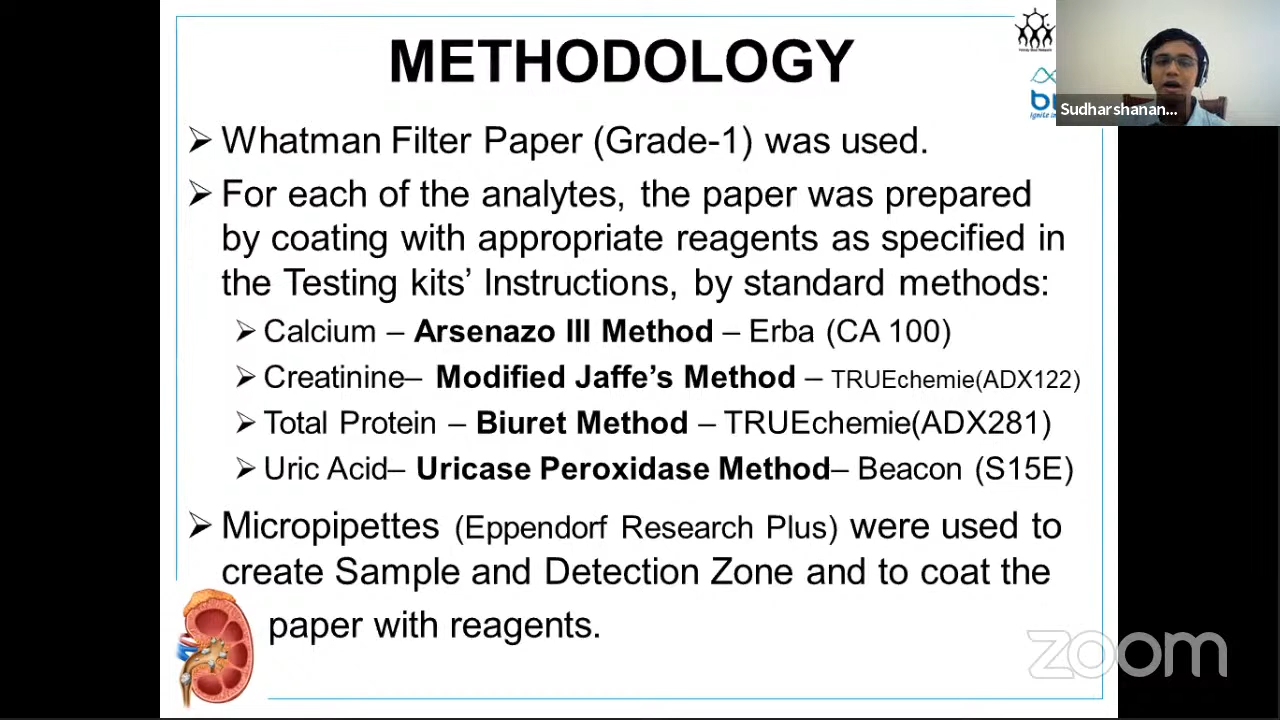 METHODOLOGY
Sudharshanan...
➢ Whatman Filter Paper (Grade-1) was used.
➢ For each of the analytes, the paper was prepared
by coating with appropriate reagents as specified in
the Testing kits’ Instructions, by standard methods:
➢ Calcium – Arsenazo III Method – Erba (CA 100)
➢ Creatinine– Modified Jaffe’s Method – TRUEchemie(ADX122)
➢ Total Protein – Biuret Method – TRUEchemie(ADX281)
➢ Uric Acid– Uricase Peroxidase Method– Beacon (S15E)
➢ Micropipettes (Eppendorf Research Plus) were used to
create Sample and Detection Zone and to coat the
paper with reagents.
zoom